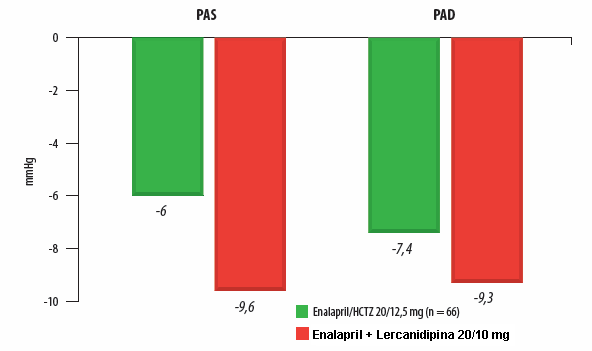 PAS
PAD
0
-2
-4
-6
-8
-10
mmHg
-6
-9,6
-7,4
-9,3
Enalapril/HCTZ 20/12,5 mg (n = 66)
Enalapril + Lercanidipina 20/10 mg